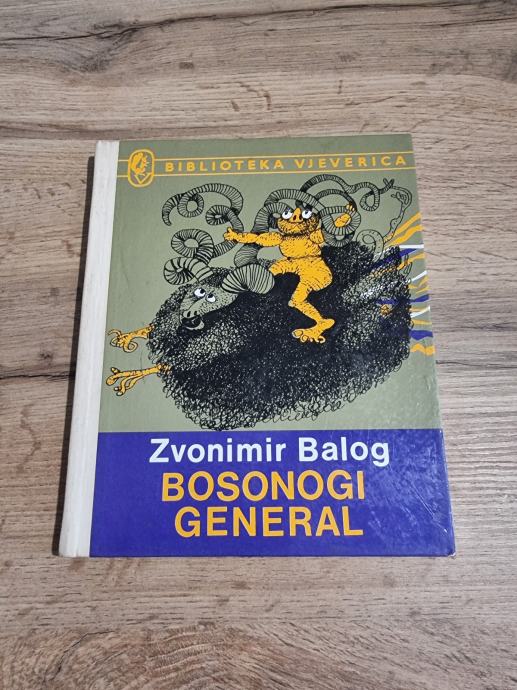 BIBLIOTEKA VJEVERICA
Zvonimir Balog
BOSONOGI
GENERAL